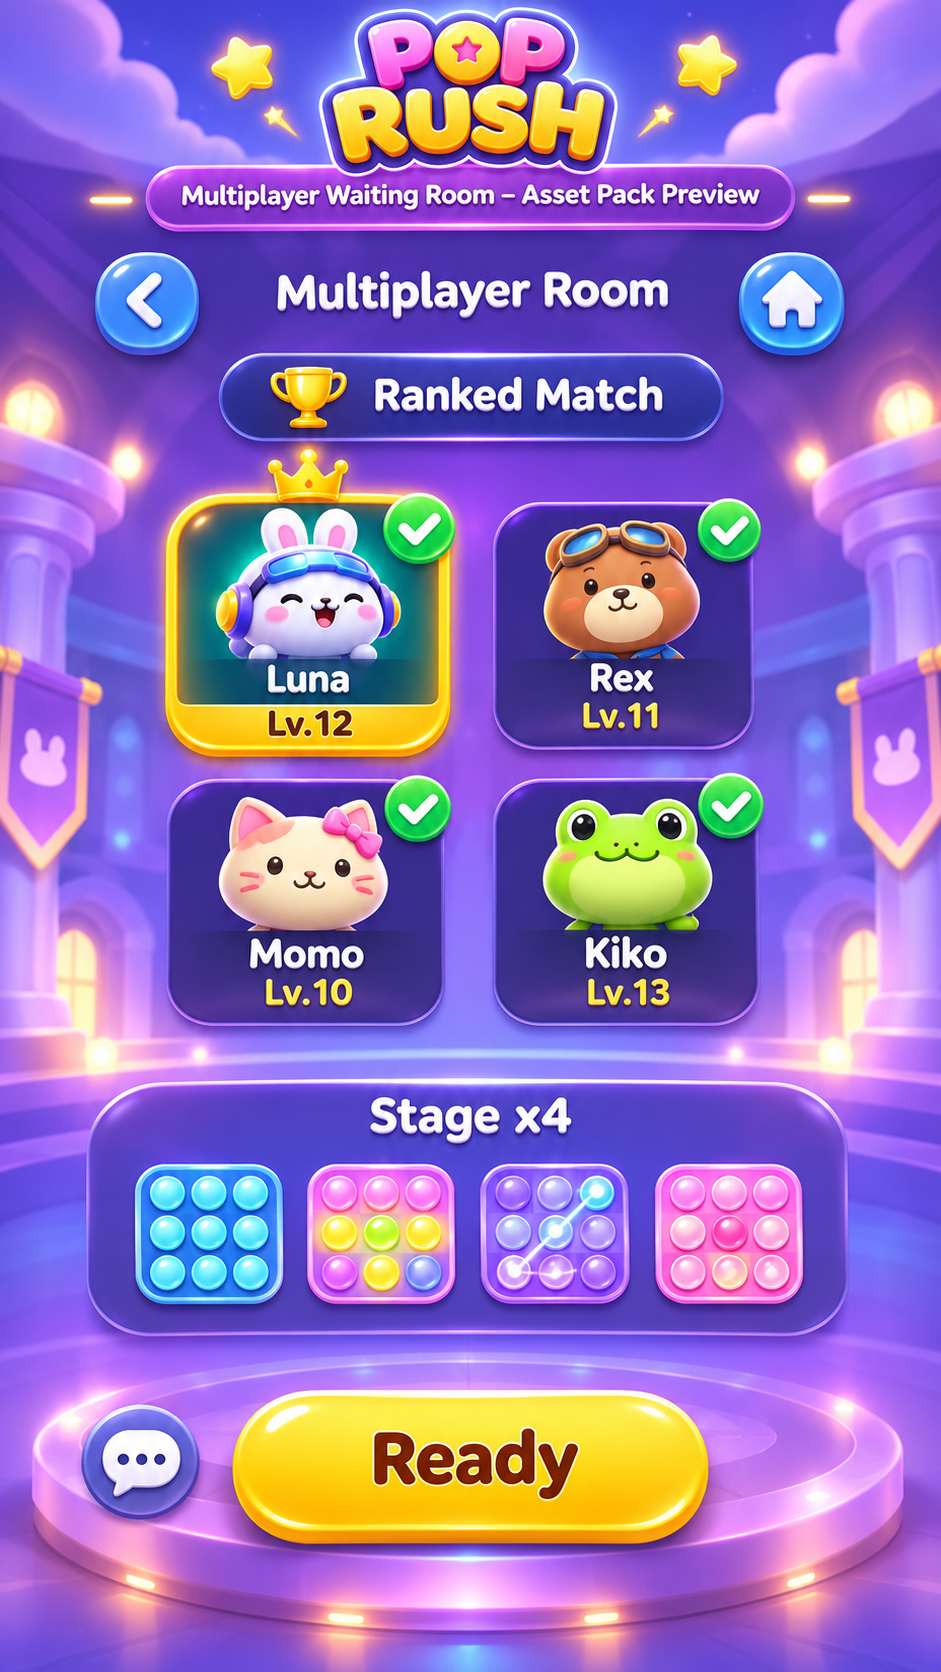 POP
RUSH
Multiplayer Waiting Room – Asset Pack Preview
Multiplayer Room
Ranked Match
Luna
Lv.12
Rex
Lv.11
Momo
Lv.10
Kiko
Lv.13
Stage x4
Ready